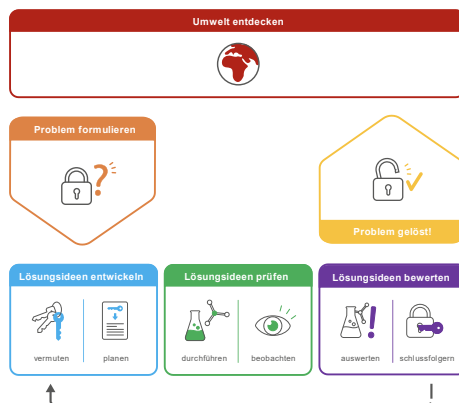 Umwelt entdecken
Problem formulieren
Problem gelöst!
Lösungsideen entwickeln
vermuten
planen
Lösungsideen prüfen
durchführen
beobachten
Lösungsideen bewerten
auswerten
schlussfolgern